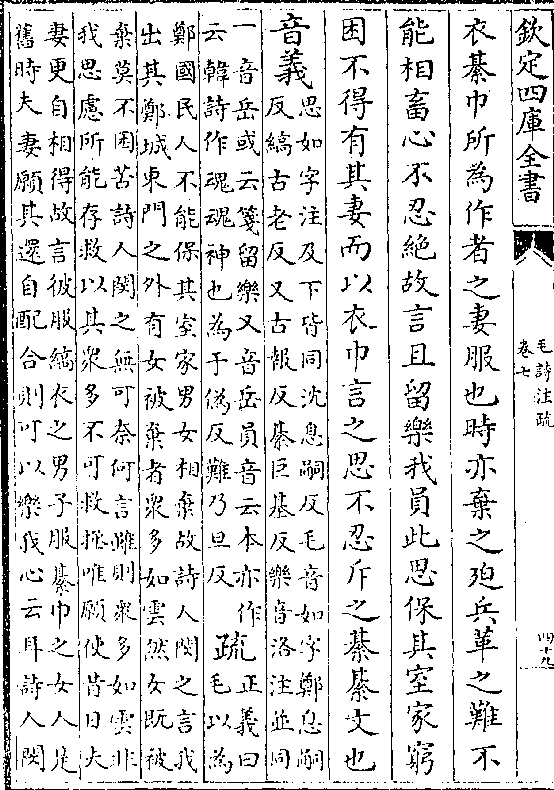 欽定四庫全書
毛詩注疏
卷七
四十九
衣綦巾所為作者之妻服也時亦棄之廹兵革之難不
能相畜心不忍絶故言且留樂我員此思保其室家窮
困不得有其妻而以衣巾言之思不忍斥之綦綦文也
音義思如字注及下皆同沈息嗣反毛音如字鄭息嗣
反縞古老反又古報反綦巨基反樂音洛注並同
一音岳或云箋留樂又音岳員音云本亦作
云韓詩作魂魂神也為于僞反難乃旦反疏正義曰
毛以為
鄭國民人不能保其室家男女相棄故詩人閔之言我
出其鄭城東門之外有女被棄者衆多如雲然女既被
棄莫不困苦詩人閔之無可奈何言雖則衆多如雲非
我思慮所能存救以其衆多不可救拯唯願使昔日夫
妻更自相得故言彼服縞衣之男子服綦巾之女人是
舊時夫妻願其還自配合則可以樂我心云耳詩人閔